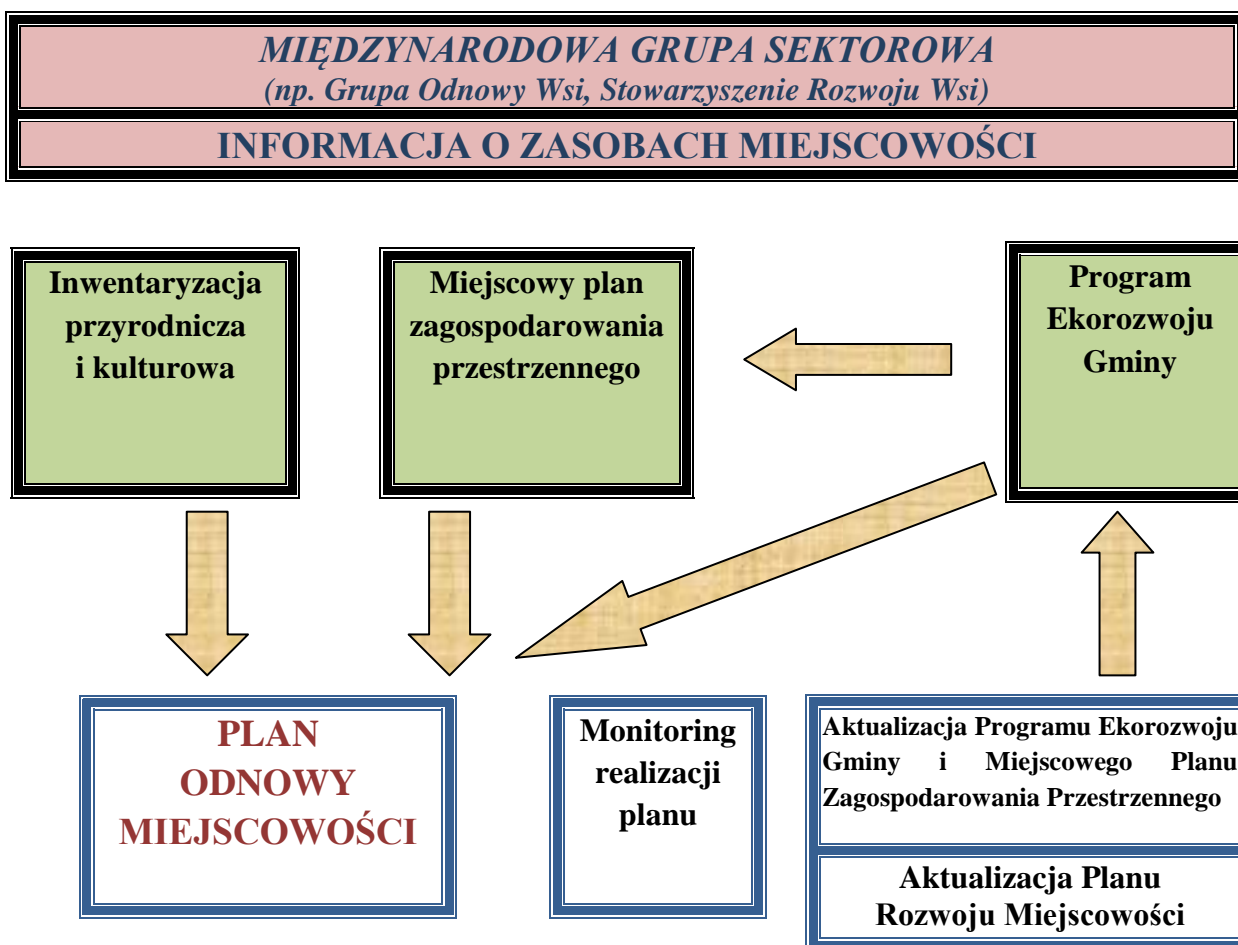 MIĘDZYNARODOWA GRUPA SEKTOROWA
(np. Grupa Odnowy Wsi, Stowarzyszenie Rozwoju Wsi)
INFORMACJA O ZASOBACH MIEJSCOWOŚCI
Inwentaryzacja
przyrodnicza
i kulturowa
Miejscowy plan
zagospodarowania
przestrzennego
Program
Ekorozwoju
Gminy
PLAN
ODNOWY
MIEJSCOWOŚCI
Monitoring
realizacji
planu
Aktualizacja Programu Ekorozwoju
Gminy i Miejscowego Planu
Zagospodarowania Przestrzennego
Aktualizacja Planu
Rozwoju Miejscowości